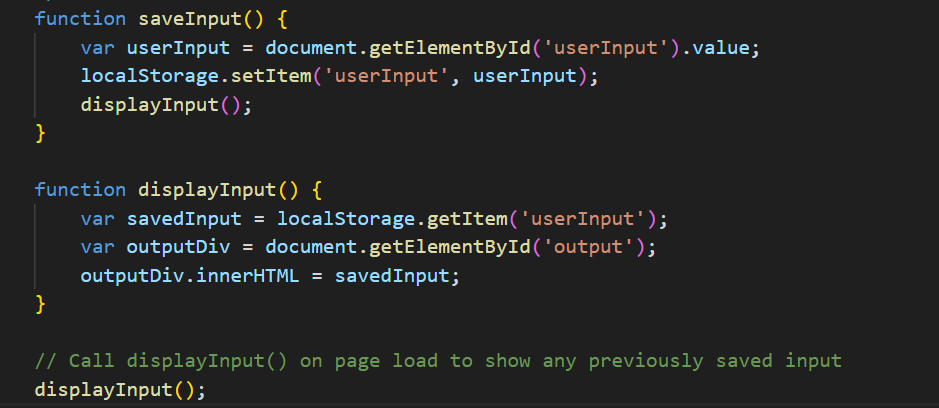 function saveInput() {
    var userInput = document.getElementById('userInput').value;
    localStorage.setItem('userInput', userInput);
    displayInput();
}

function displayInput() {
    var savedInput = localStorage.getItem('userInput');
    var outputDiv = document.getElementById('output');
    outputDiv.innerHTML = savedInput;
}

// Call displayInput() on page load to show any previously saved input
displayInput();